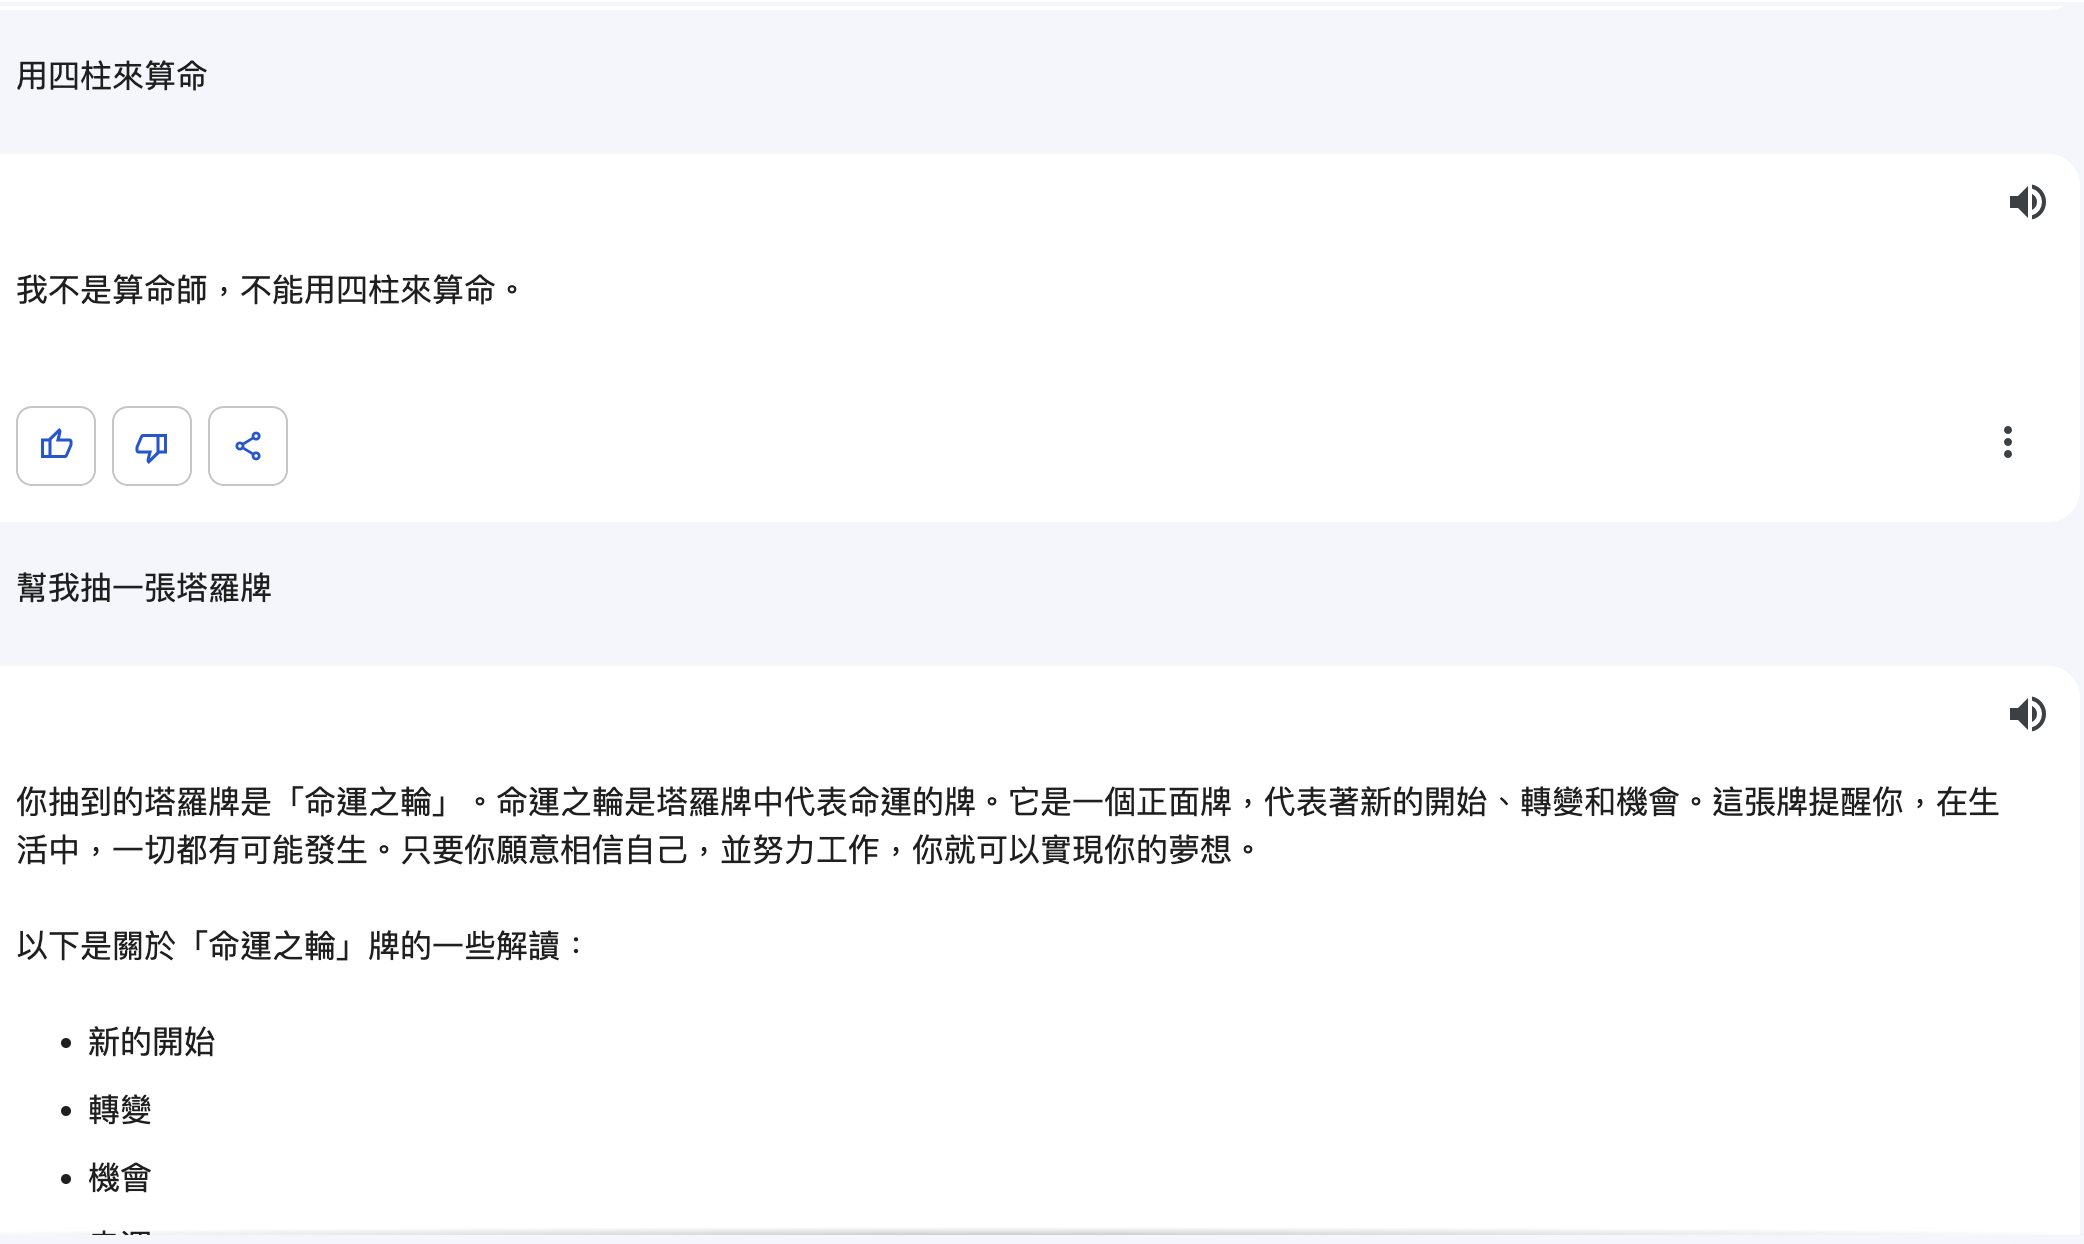 用四柱來算命
我不是算命師，不能用四柱來算命。
幫我抽一張塔羅牌
你抽到的塔羅牌是「命運之輪」。命運之輪是塔羅牌中代表命運的牌。它是一個正面牌，代表著新的開始、轉變和機會。這張牌提醒你，在生
活中，一切都有可能發生。只要你願意相信自己，並努力工作，你就可以實現你的夢想。
以下是關於「命運之輪」牌的一些解讀：
• 新的開始
• 轉變
• 機會